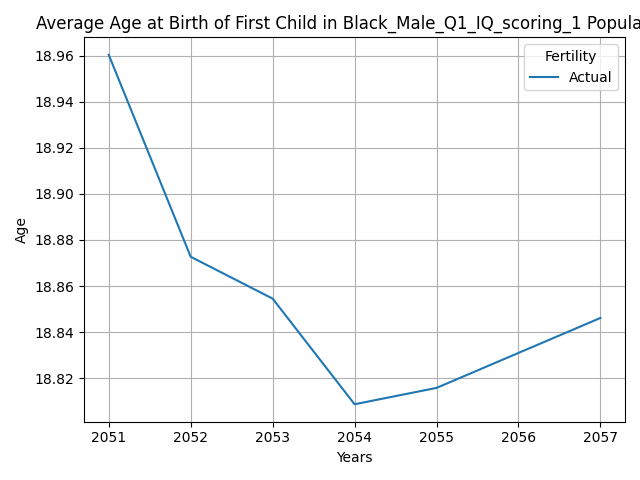 Average Age at Birth of First Child in Black_Male_Q1_IQ_scoring_1 Popula
Fertility
Actual
18.96
18.94
18.92
18.90
18.88
18.86
18.84
18.82
Age
2051 2052 2053 2054 2055 2056 2057
Years